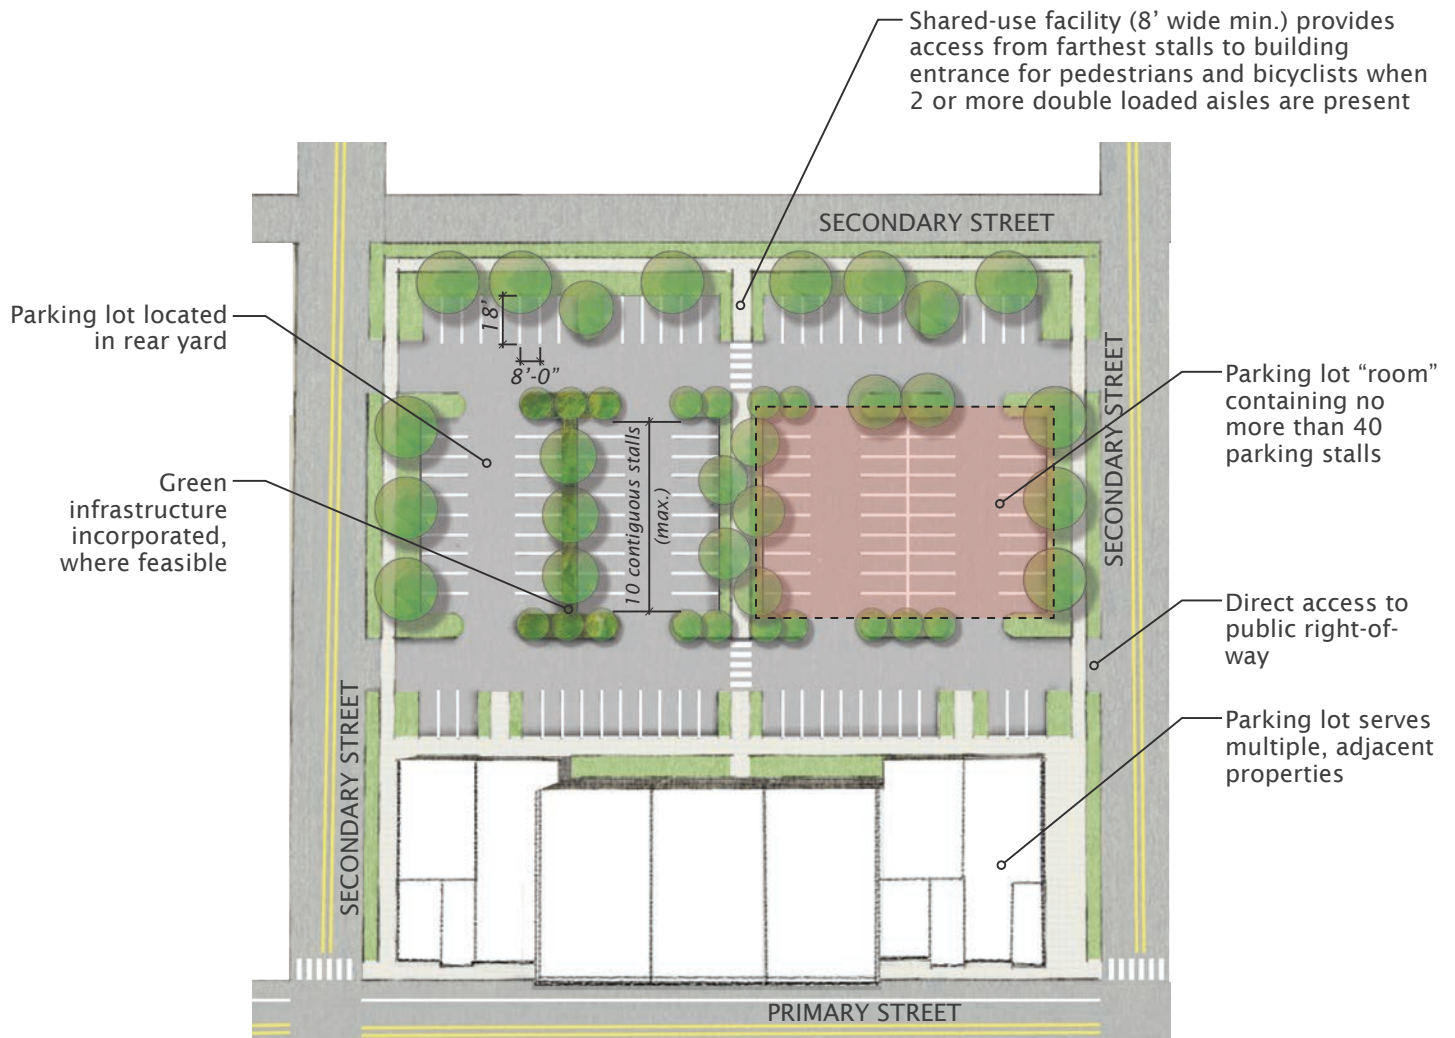 Shared-use facility (8’ wide min.) provides
access from farthest stalls to building
entrance for pedestrians and bicyclists when
2 or more double loaded aisles are present
SECONDARY STREET
Parking lot located
in rear yard
18’
8’-0”
SECONDARY STREET
Parking lot “room”
containing no
more than 40
parking stalls
10 contiguous stalls
(max.)
Green
infrastructure
incorporated,
where feasible
Direct access to
public right-of-
way
SECONDARY STREET
Parking lot serves
multiple, adjacent
properties
PRIMARY STREET